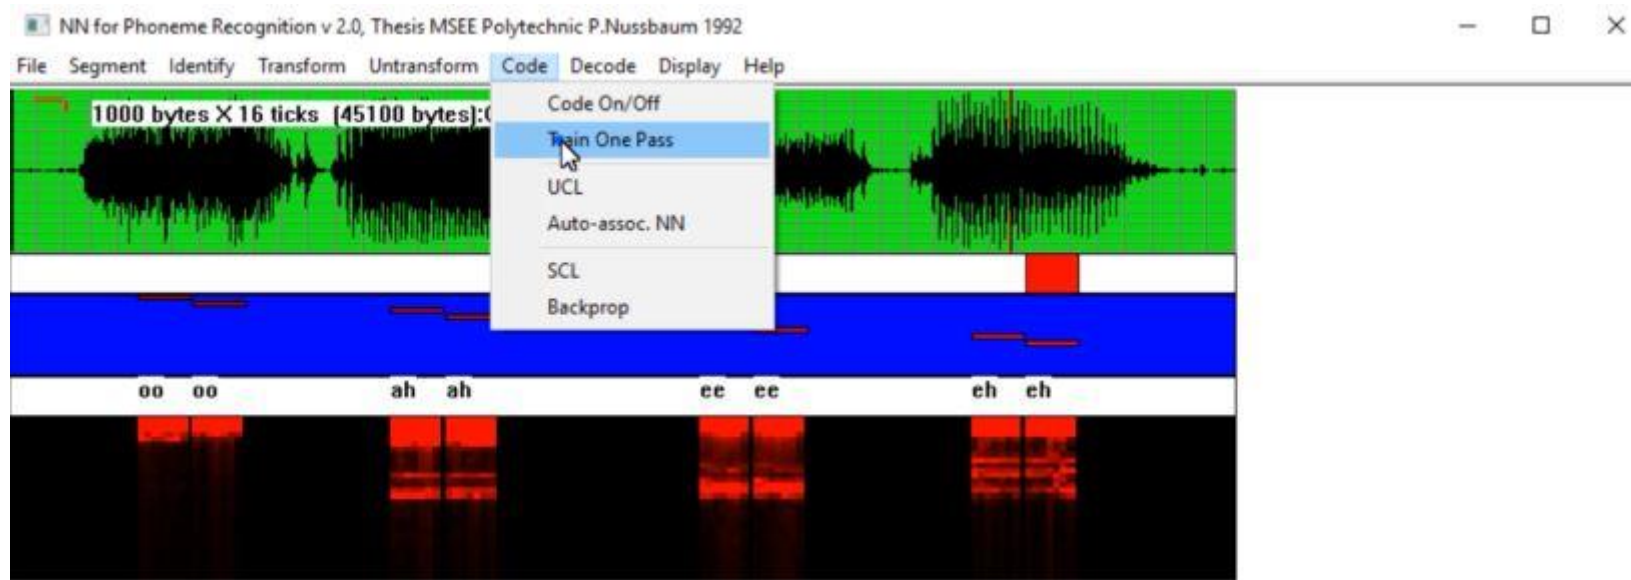 NN for Phoneme Recognition v 2.0, Thesis MSEE Polytechnic P.Nussbaum 1992
File Segment Identify Transform Untransform Code Decode Display Help
1000 bytes X 16 ticks (45100 bytes):
Code On/Off
Train One Pass
UCL
Auto-assoc. NN
SCL
Backprop
oo oo ah ah ee ee eh eh